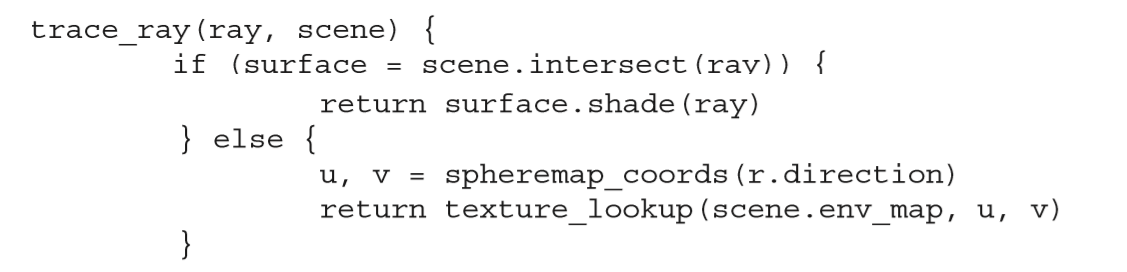 trace_ray(ray, scene) {
if (surface = scene.intersect(ray)) {
return surface.shade(ray)
} else {
u, v = spheremap_coords(r.direction)
return texture_lookup(scene.env_map, u, v)
}